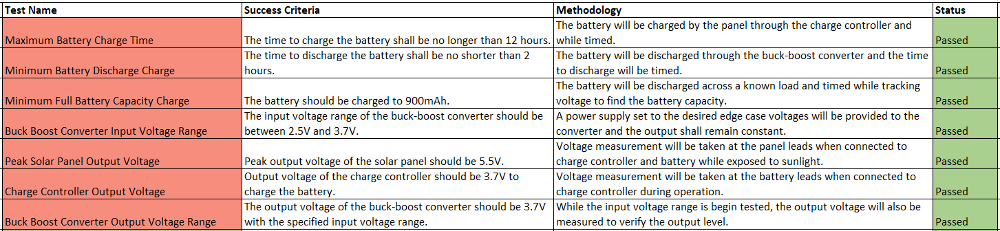 Test Name Success Criteria Methodology Status
Maximum Battery Charge Time The time to charge the battery shall be no longer than 12 hours. The battery will be charged by the panel through the charge controller and
while timed. Passed
Minimum Battery Discharge Charge The time to discharge the battery shall be no shorter than 2
hours. The battery will be discharged through the buck-boost converter and the time
to discharge will be timed. Passed
Minimum Full Battery Capacity Charge The battery should be charged to 900mAh. The battery will be discharged across a known load and timed while tracking
voltage to find the battery capacity. Passed
Buck Boost Converter Input Voltage Range The input voltage range of the buck-boost converter should be
between 2.5V and 3.7V. A power supply set to the desired edge case voltages will be provided to the
converter and the output shall remain constant. Passed
Peak Solar Panel Output Voltage Peak output voltage of the solar panel should be 5.5V. Voltage measurement will be taken at the panel leads when connected to
charge controller and battery while exposed to sunlight. Passed
Charge Controller Output Voltage Output voltage of the charge controller should be 3.7V to
charge the battery. Voltage measurement will be taken at the battery leads when connected to
charge controller during operation. Passed
Buck Boost Converter Output Voltage Range The output voltage of the buck-boost converter should be 3.7V
with the specified input voltage range. While the input voltage range is begin tested, the output voltage will also be
measured to verify the output level. Passed